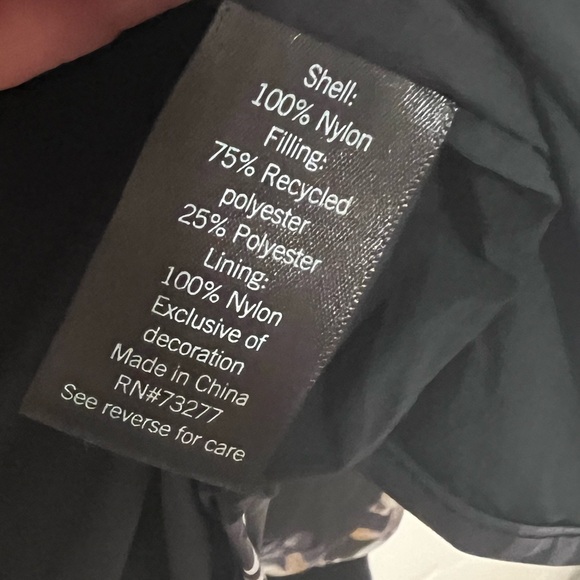 Shell:
100% Nylon
Filling:
75% Recycled
polyester
25% Polyester
Lining:
100% Nylon
Exclusive of
decoration
Made in China
RN#73277
See reverse for care